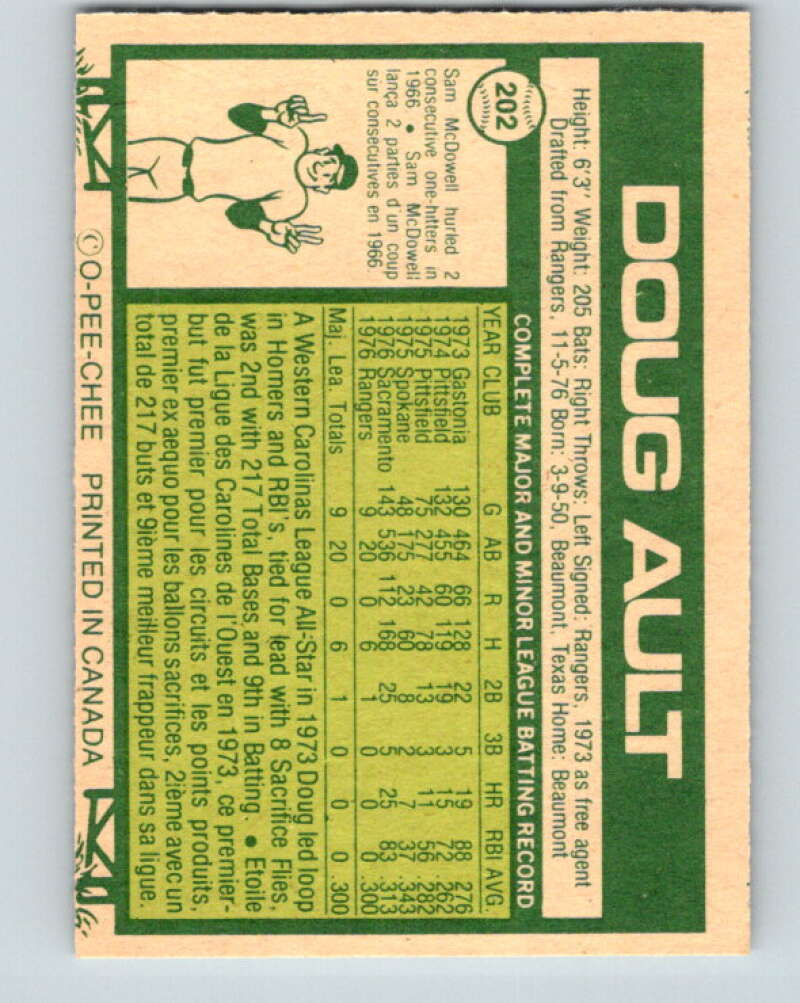 DOUG AULT
202
Height: 6'3" Weight: 205 Bats: Right Throws: Left Signed: Rangers, 1973 as free agent
Drafted from Rangers, 11-5-76 Born: 3-9-50, Beaumont, Texas Home: Beaumont
COMPLETE MAJOR AND MINOR LEAGUE BATTING RECORD
Sam McDowell hurled 2
consecutive one-hitters in
1966 • Sam McDowell
lança 2 parties d'un coup
sûr consecutives en 1966.
YEAR CLUB G AB R H 2B 3B HR RBI AVG.
1973 Gastonia 130 464 66 128 22 5 19 88 .276
1974 Pittsfield 132 455 60 119 19 3 15 72 .262
1975 Pittsfield 75 277 42 78 13 3 11 56 .282
1975 Spokane 48 175 23 60 8 2 7 37 .343
1976 Sacramento 143 536 112 168 25 5 25 83 .313
1976 Rangers 9 20 0 6 1 0 0 0 .300
Maj. Lea. Totals 9 20 0 6 1 0 0 0 .300
A Western Carolinas League All-Star in 1973 Doug led loop
in Homers and RBI's, tied for lead with 8 Sacrifice Flies,
was 2nd with 217 Total Bases and 9th in Batting. • Etoile
de la Ligue des Carolines de l'Ouest en 1973, ce premier-
but fut premier pour les circuits et les points produits,
premier ex aequo pour les ballons sacrifices, 2ième avec un
total de 217 buts et 9ième meilleur frappeur dans sa ligue.
©O-PEE-CHEE PRINTED IN CANADA